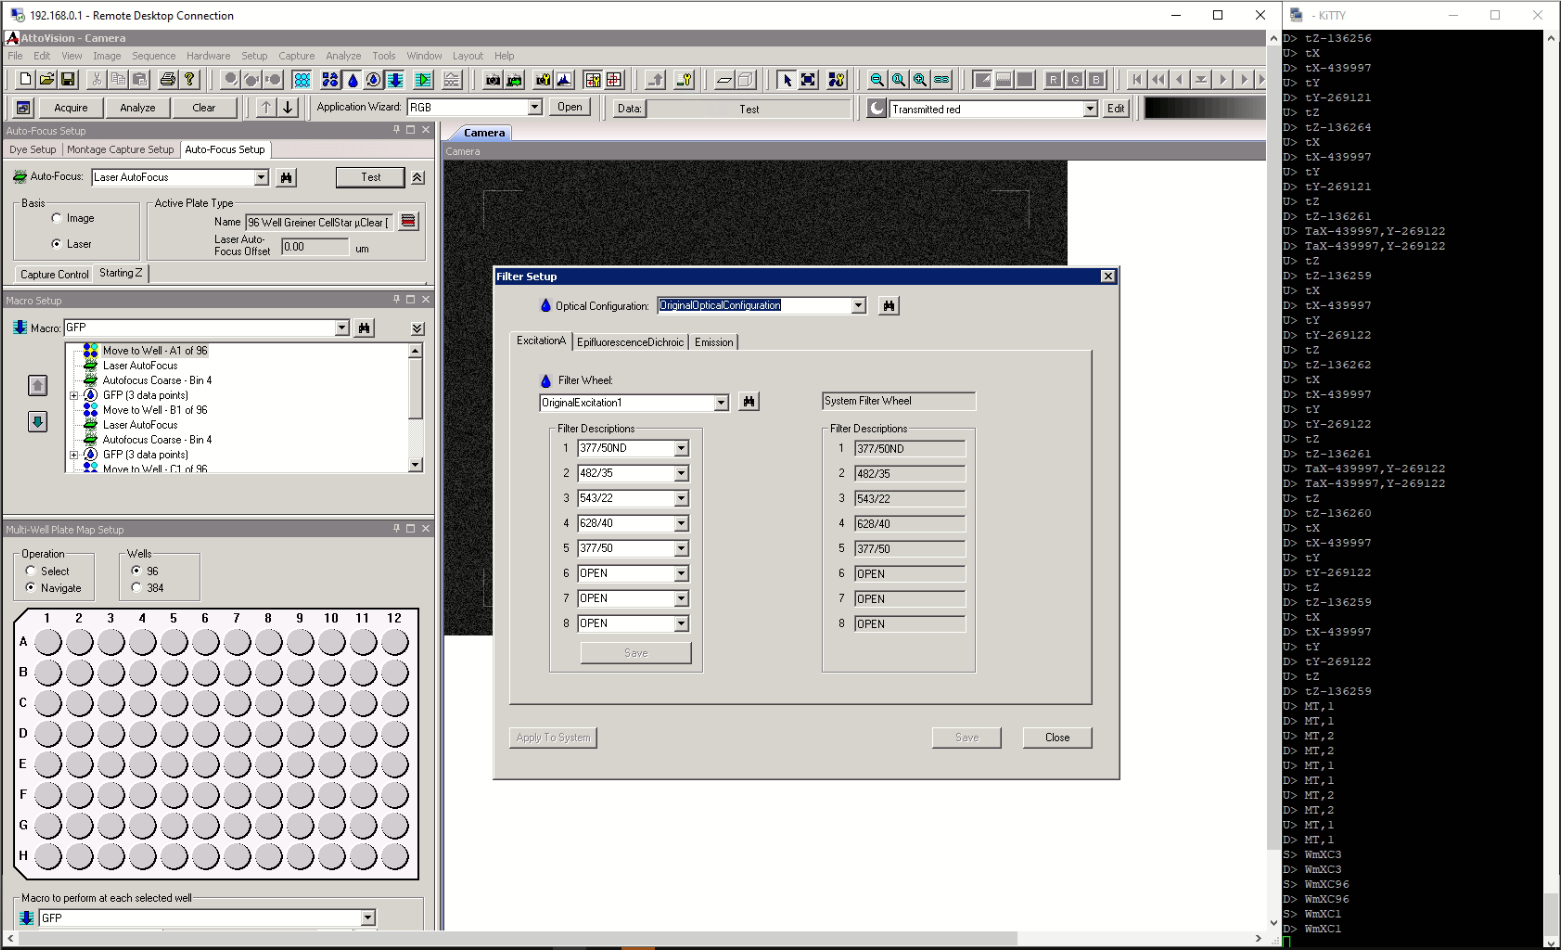 192.168.0.1 - Remote Desktop Connection
AttoVision - Camera
File Edit View Image Sequence Hardware Setup Capture Analyze Tools Window Layout Help
R G B
Acquire Analyze Clear Application Wizard: RGB Open Data: Test Transmitted red Edit
Auto-Focus Setup
Dye Setup Montage Capture Setup Auto-Focus Setup
Auto-Focus: Laser AutoFocus Test
Basis
Image
Laser
Active Plate Type
Name 96 Well Greiner CellStar µClear [
Laser Auto-
Focus Offset 0.00 um
Capture Control Starting Z
Macro Setup
Macro: GFP
Move to Well - A1 of 96
Laser AutoFocus
Autofocus Coarse - Bin 4
GFP (3 data points)
Move to Well - B1 of 96
Laser AutoFocus
Autofocus Coarse - Bin 4
GFP (3 data points)
Move to Well - C1 of 96
Multi-Well Plate Map Setup
Operation
Select
Navigate
Wells
96
384
1 2 3 4 5 6 7 8 9 10 11 12
A
B
C
D
E
F
G
H
Macro to perform at each selected well
GFP
Camera
Camera
Filter Setup
Optical Configuration: OriginalOpticalConfiguration
ExcitationA EpifluorescenceDichroic Emission
Filter Wheel:
OriginalExcitation1
Filter Descriptions
1 377/50ND
2 482/35
3 543/22
4 628/40
5 377/50
6 OPEN
7 OPEN
8 OPEN
Save
System Filter Wheel
Filter Descriptions
1 377/50ND
2 482/35
3 543/22
4 628/40
5 377/50
6 OPEN
7 OPEN
8 OPEN
Apply To System Save Close
- KiTTY
D> tZ-136256
U> tX
D> tX-439997
U> tY
D> tY-269121
U> tZ
D> tZ-136264
U> tX
D> tX-439997
U> tY
D> tY-269121
U> tZ
D> tZ-136261
U> TaX-439997,Y-269122
D> TaX-439997,Y-269122
U> tZ
D> tZ-136259
U> tX
D> tX-439997
U> tY
D> tY-269122
U> tZ
D> tZ-136262
U> tX
D> tX-439997
U> tY
D> tY-269122
U> tZ
D> tZ-136261
U> TaX-439997,Y-269122
D> TaX-439997,Y-269122
U> tZ
D> tZ-136260
U> tX
D> tX-439997
U> tY
D> tY-269122
U> tZ
D> tZ-136259
U> tX
D> tX-439997
U> tY
D> tY-269122
U> tZ
D> tZ-136259
U> MT,1
D> MT,1
U> MT,2
D> MT,2
U> MT,1
D> MT,1
U> MT,2
D> MT,2
U> MT,1
D> MT,1
S> WmXC3
D> WmXC3
S> WmXC96
D> WmXC96
S> WmXC1
D> WmXC1